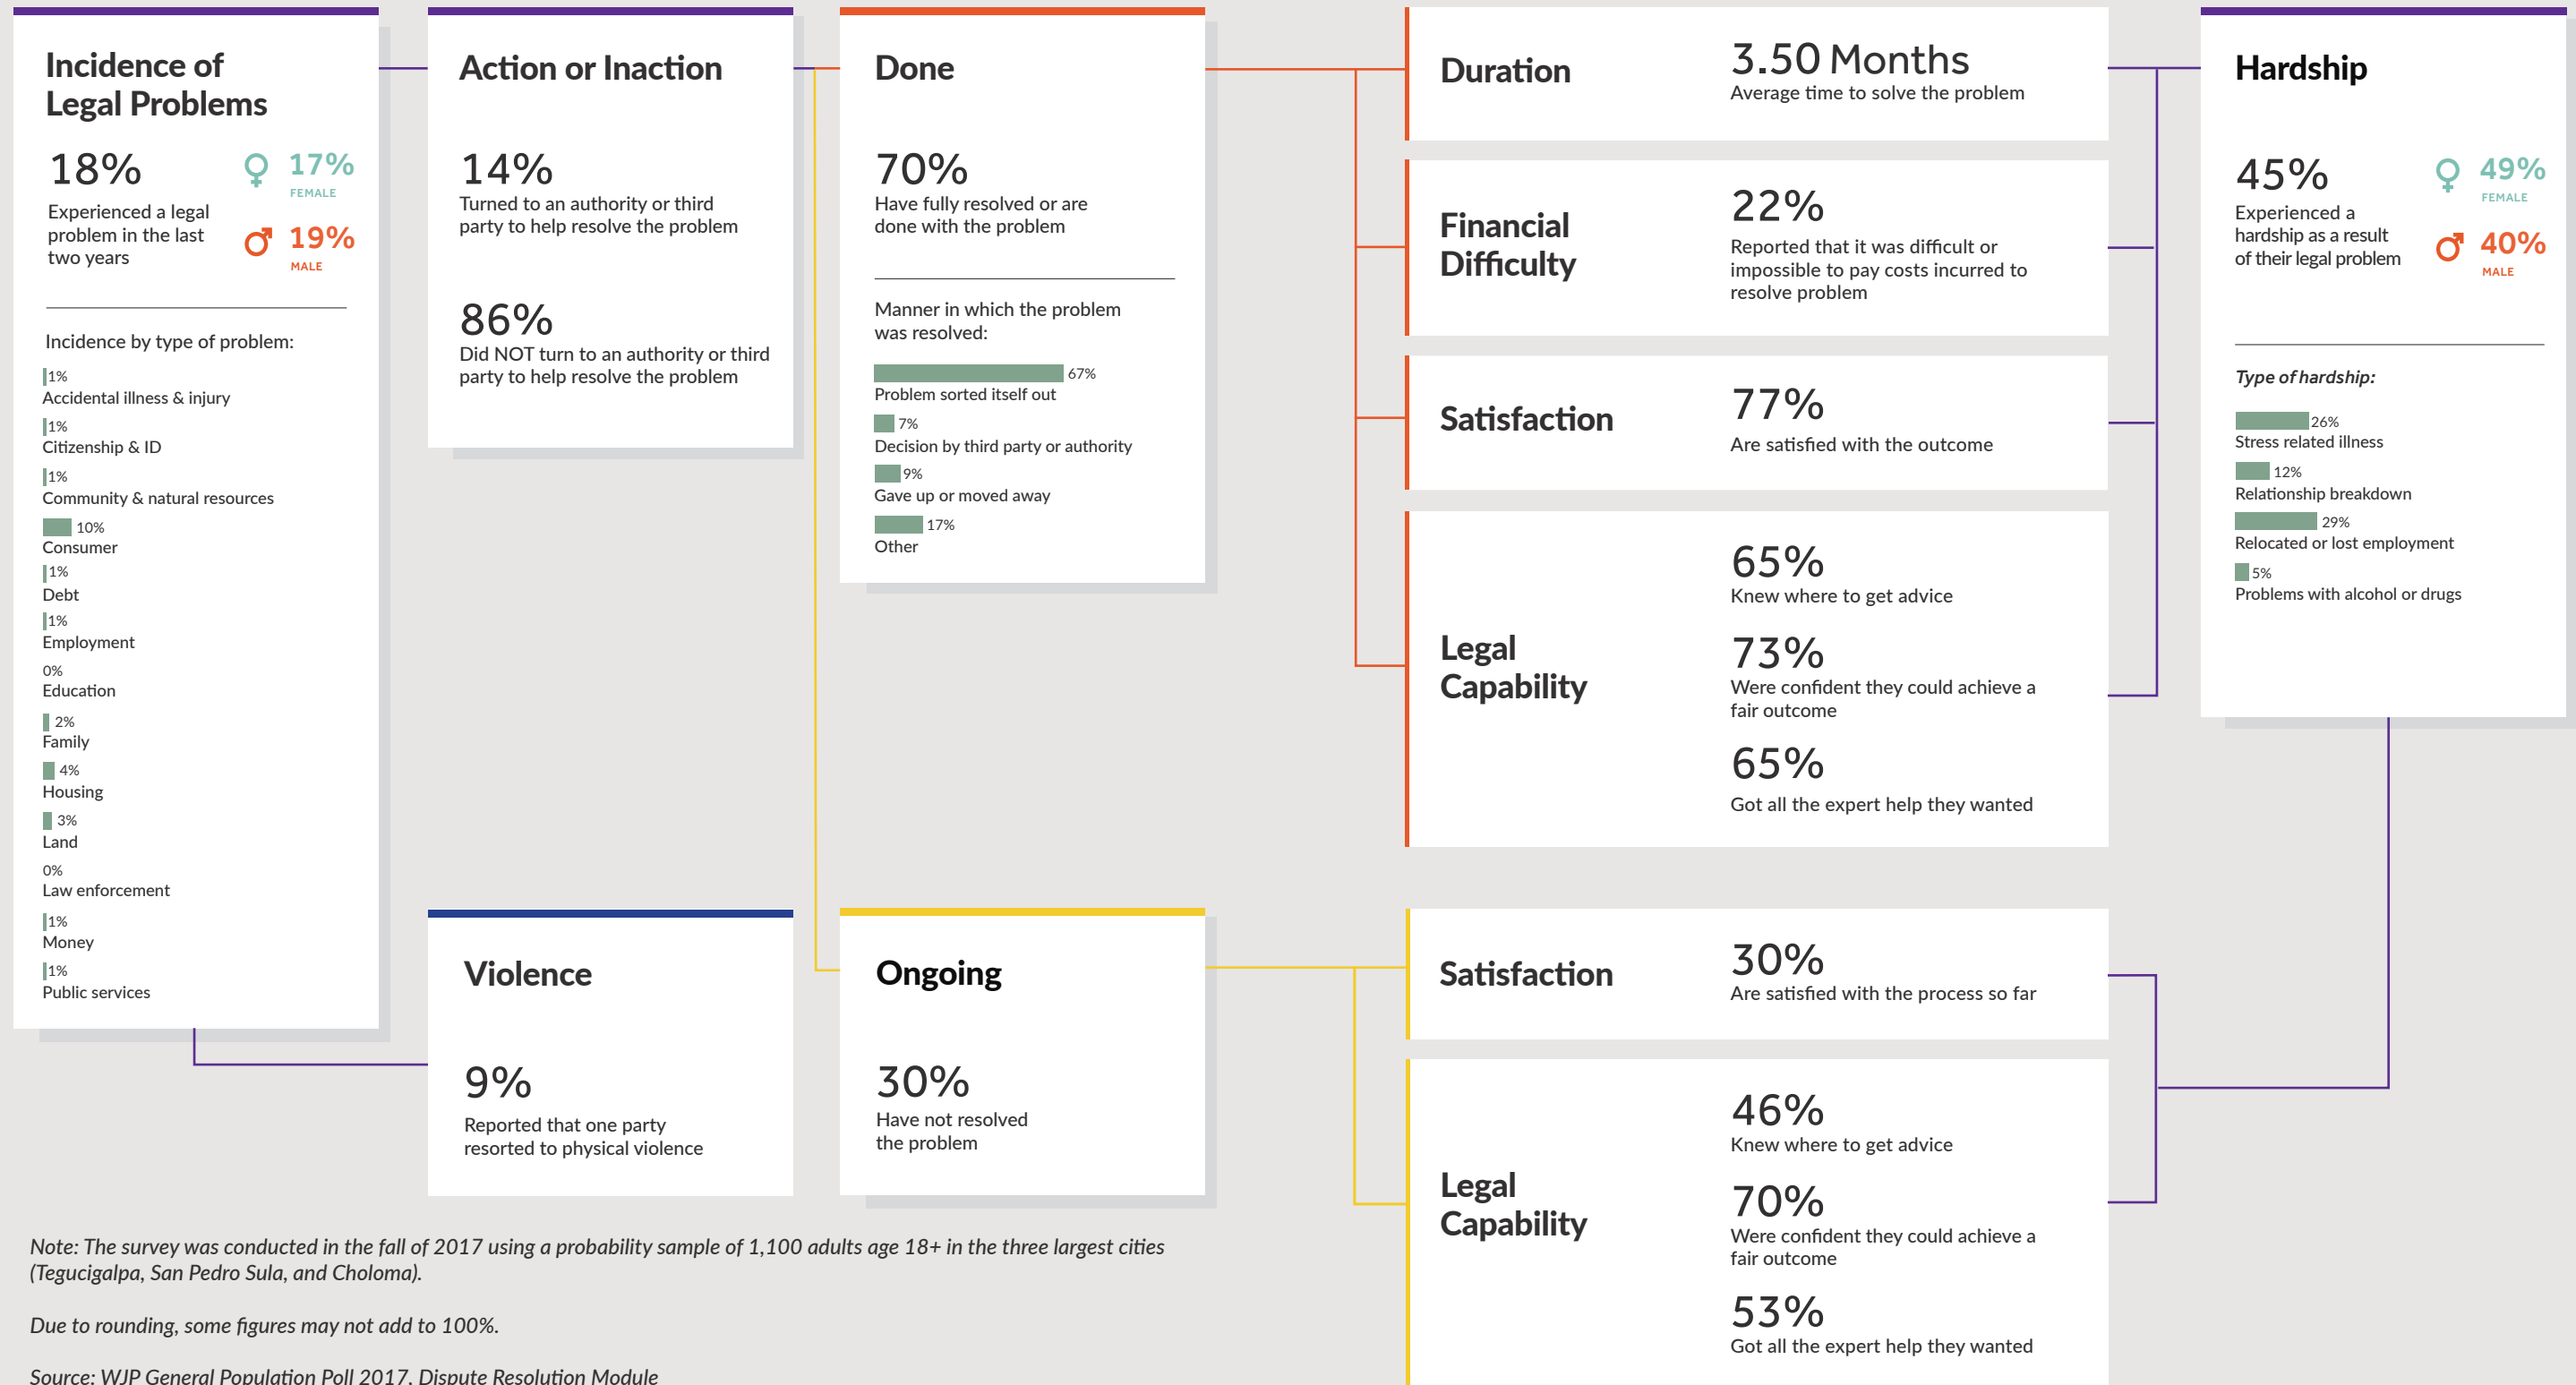 Incidence of
Legal Problems
18%
Experienced a legal
problem in the last
two years
17%
FEMALE
19%
MALE
Incidence by type of problem:
1%
Accidental illness & injury
1%
Citizenship & ID
1%
Community & natural resources
10%
Consumer
1%
Debt
1%
Employment
0%
Education
2%
Family
4%
Housing
3%
Land
0%
Law enforcement
1%
Money
1%
Public services
Action or Inaction
14%
Turned to an authority or third
party to help resolve the problem
86%
Did NOT turn to an authority or third
party to help resolve the problem
Done
70%
Have fully resolved or are
done with the problem
Manner in which the problem
was resolved:
67%
Problem sorted itself out
7%
Decision by third party or authority
9%
Gave up or moved away
17%
Other
Duration
3.50 Months
Average time to solve the problem
Financial
Difficulty
22%
Reported that it was difficult or
impossible to pay costs incurred to
resolve problem
Satisfaction
77%
Are satisfied with the outcome
Legal
Capability
65%
Knew where to get advice
73%
Were confident they could achieve a
fair outcome
65%
Got all the expert help they wanted
Hardship
45%
Experienced a
hardship as a result
of their legal problem
49%
FEMALE
40%
MALE
Type of hardship:
26%
Stress related illness
12%
Relationship breakdown
29%
Relocated or lost employment
5%
Problems with alcohol or drugs
Violence
9%
Reported that one party
resorted to physical violence
Ongoing
30%
Have not resolved
the problem
Satisfaction
30%
Are satisfied with the process so far
Legal
Capability
46%
Knew where to get advice
70%
Were confident they could achieve a
fair outcome
53%
Got all the expert help they wanted
Note: The survey was conducted in the fall of 2017 using a probability sample of 1,100 adults age 18+ in the three largest cities
(Tegucigalpa, San Pedro Sula, and Choloma).
Due to rounding, some figures may not add to 100%.
Source: WJP General Population Poll 2017, Dispute Resolution Module